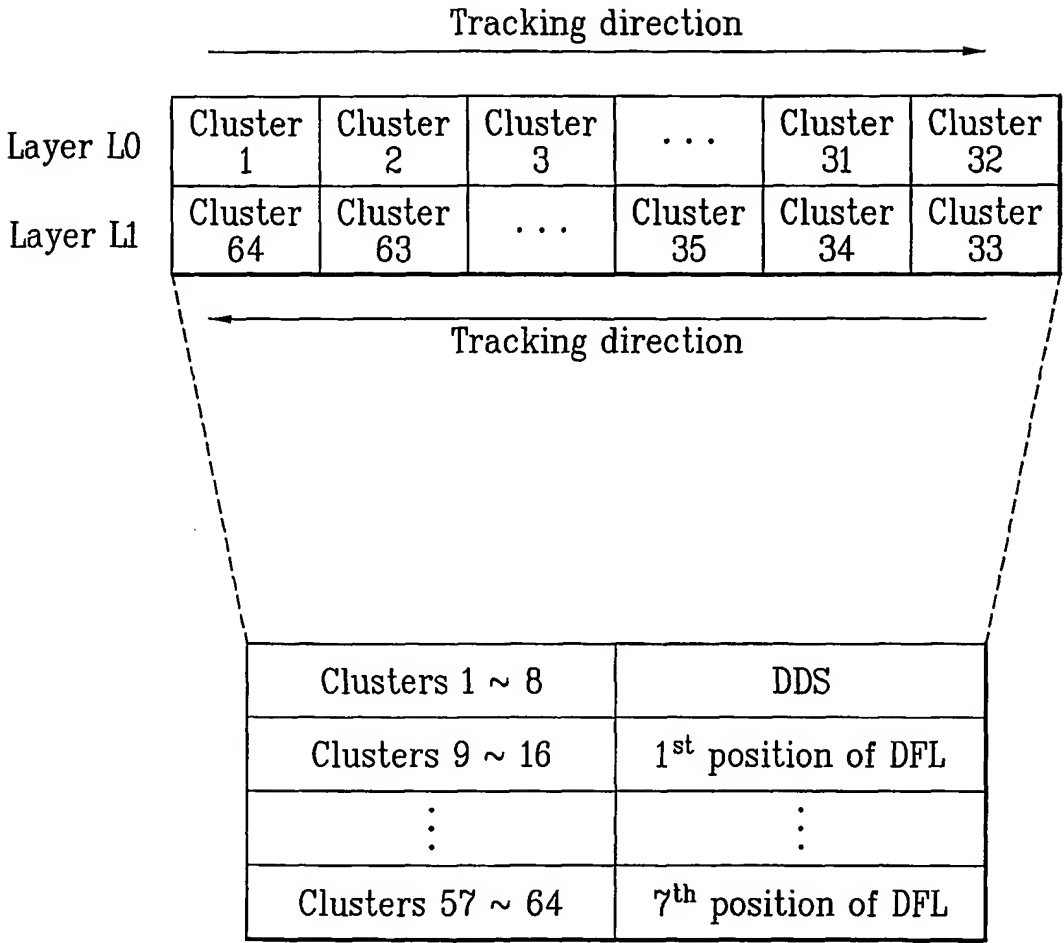 Tracking direction
Layer L0
Cluster 1
Cluster 2
Cluster 3
· · ·
Cluster 31
Cluster 32
Layer L1
Cluster 64
Cluster 63
· · ·
Cluster 35
Cluster 34
Cluster 33
Tracking direction
Clusters 1 ~ 8
DDS
Clusters 9 ~ 16
1st position of DFL
⋮
⋮
Clusters 57 ~ 64
7th position of DFL